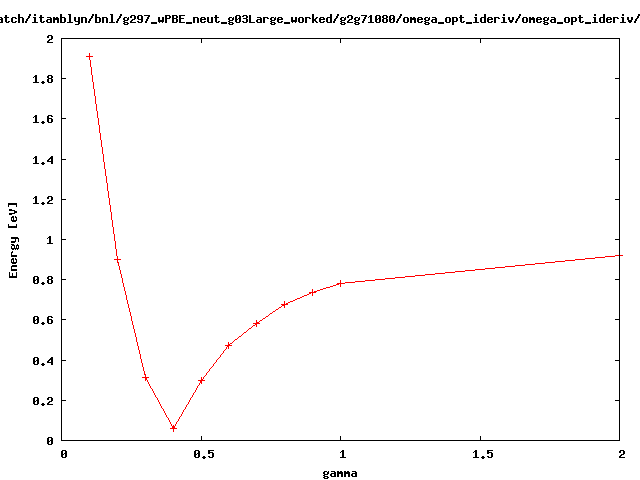 atch/itamblyn/bnl/g297_wPBE_neut_g03Large_worked/g2g71080/omega_opt_ideriv/omega_opt_ideriv/
2
1.8
1.6
1.4
1.2
1
0.8
0.6
0.4
0.2
0
Energy [eV]
0 0.5 1 1.5 2
gamma